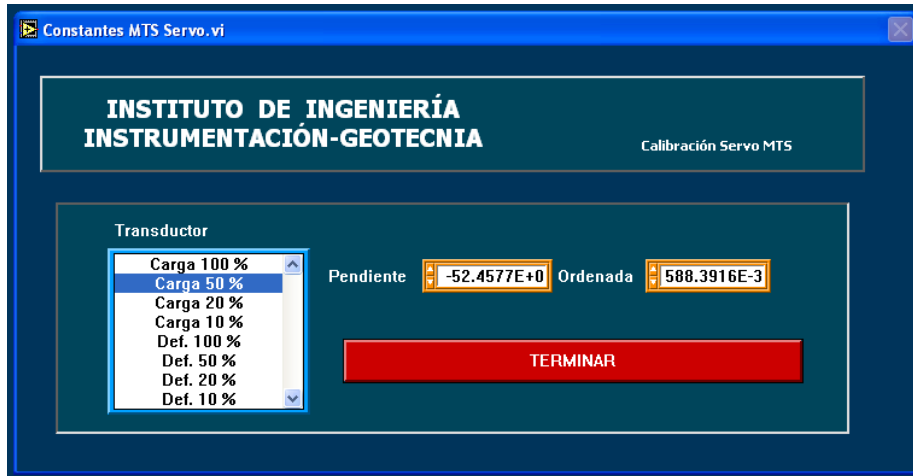 Constantes MTS Servo.vi
INSTITUTO DE INGENIERÍA
INSTRUMENTACIÓN-GEOTECNIA
Calibración Servo MTS
Transductor
Carga 100 %
Carga 50 %
Carga 20 %
Carga 10 %
Def. 100 %
Def. 50 %
Def. 20 %
Def. 10 %
Pendiente -52.4577E+0 Ordenada 588.3916E-3
TERMINAR